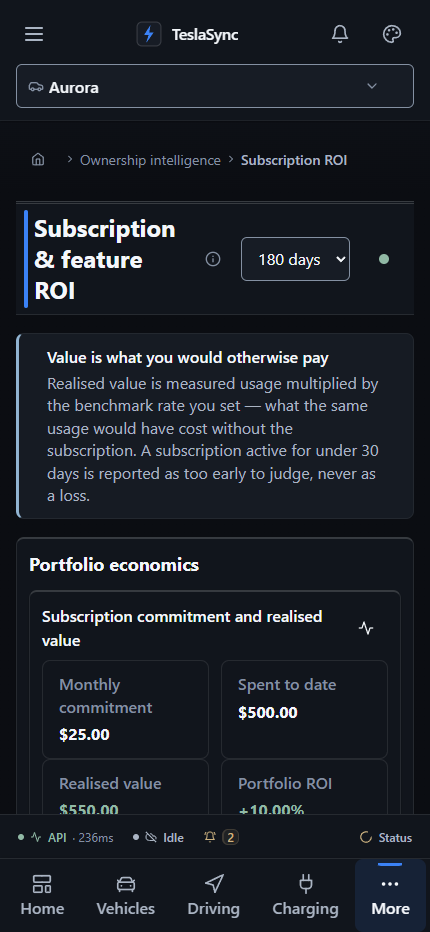 TeslaSync
Aurora
Ownership intelligence
Subscription ROI
Subscription
& feature
ROI
180 days
Value is what you would otherwise pay
Realised value is measured usage multiplied by
the benchmark rate you set — what the same
usage would have cost without the
subscription. A subscription active for under 30
days is reported as too early to judge, never as
a loss.
Portfolio economics
Subscription commitment and realised
value
Monthly
commitment
$25.00
Spent to date
$500.00
Realised value
$550.00
Portfolio ROI
+10.00%
API · 236ms
Idle
2
Status
Home
Vehicles
Driving
Charging
More